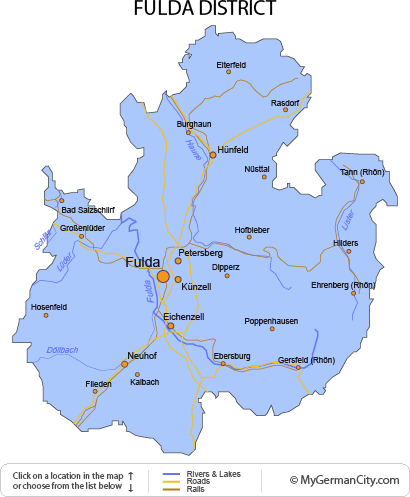 FULDA DISTRICT
Eiterfeld
Rasdorf
Burghaun
Haune
Hünfeld
Nüsttal
Tann (Rhön)
Bad Salzschlirf
Großenlüder
Schlitz
Lüder
Hofbieber
Lister
Hilders
Petersberg
Fulda
Dipperz
Künzell
Fulda
Ehrenberg (Rhön)
Hosenfeld
Eichenzell
Poppenhausen
Döllbach
Neuhof
Ebersburg
Gersfeld (Rhön)
Flieden
Kalbach
Click on a location in the map ↑
or choose from the list below ↓
Rivers & Lakes
Roads
Rails
© MyGermanCity.com